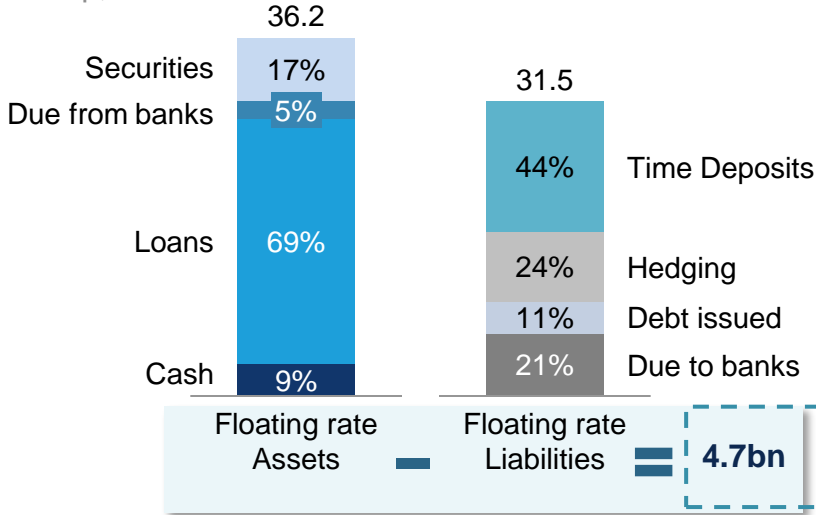 36.2
Securities 17%
31.5
Due from banks 5%
44% Time Deposits
Loans 69%
24% Hedging
11% Debt issued
21% Due to banks
Cash 9%
Floating rate Assets
Floating rate Liabilities
4.7bn